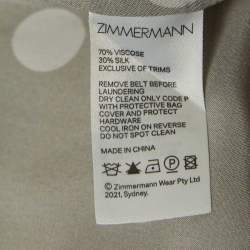 ZIMMERMANN
70% VISCOSE
30% SILK
EXCLUSIVE OF TRIMS
REMOVE BELT BEFORE
LAUNDERING
DRY CLEAN ONLY CODE P
WITH PROTECTIVE BAG
COVER AND PROTECT
HARDWARE
COOL IRON ON REVERSE
DO NOT SPOT CLEAN
MADE IN CHINA
© Zimmermann Wear Pty Ltd
2021, Sydney.